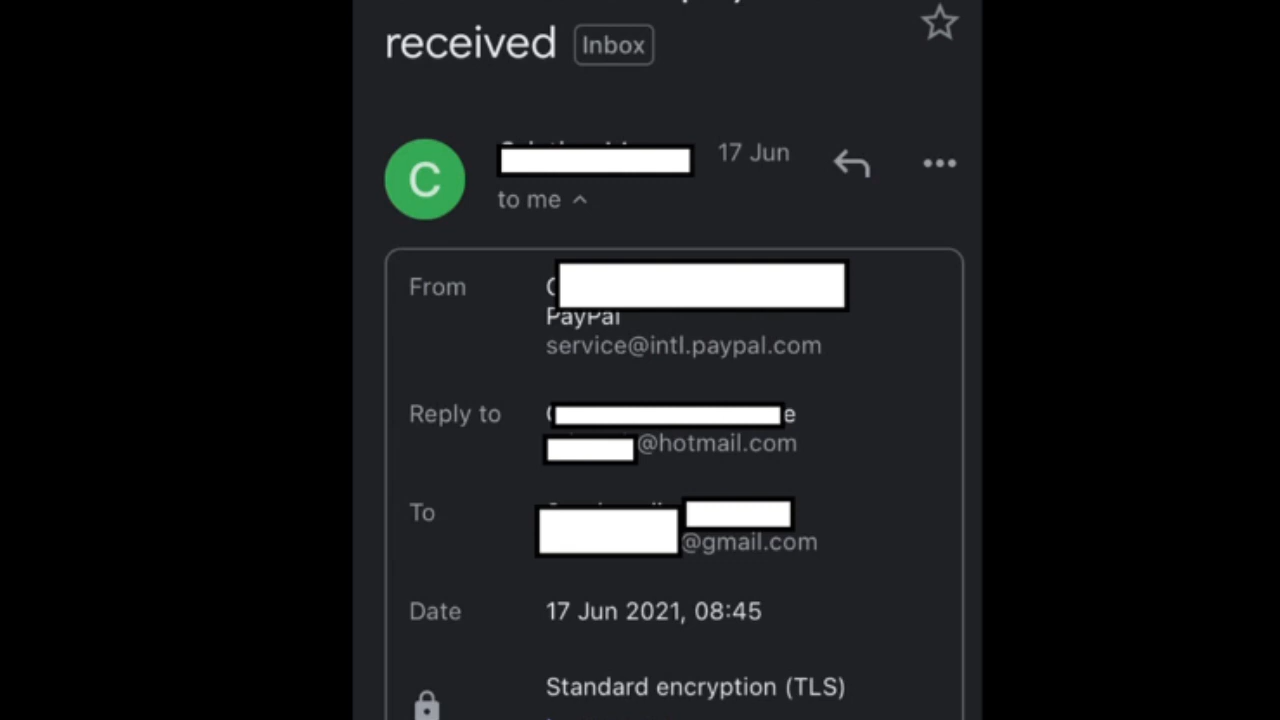 received Inbox
C
17 Jun
to me
From
PayPal
service@intl.paypal.com
Reply to
e
@hotmail.com
To
@gmail.com
Date 17 Jun 2021, 08:45
Standard encryption (TLS)